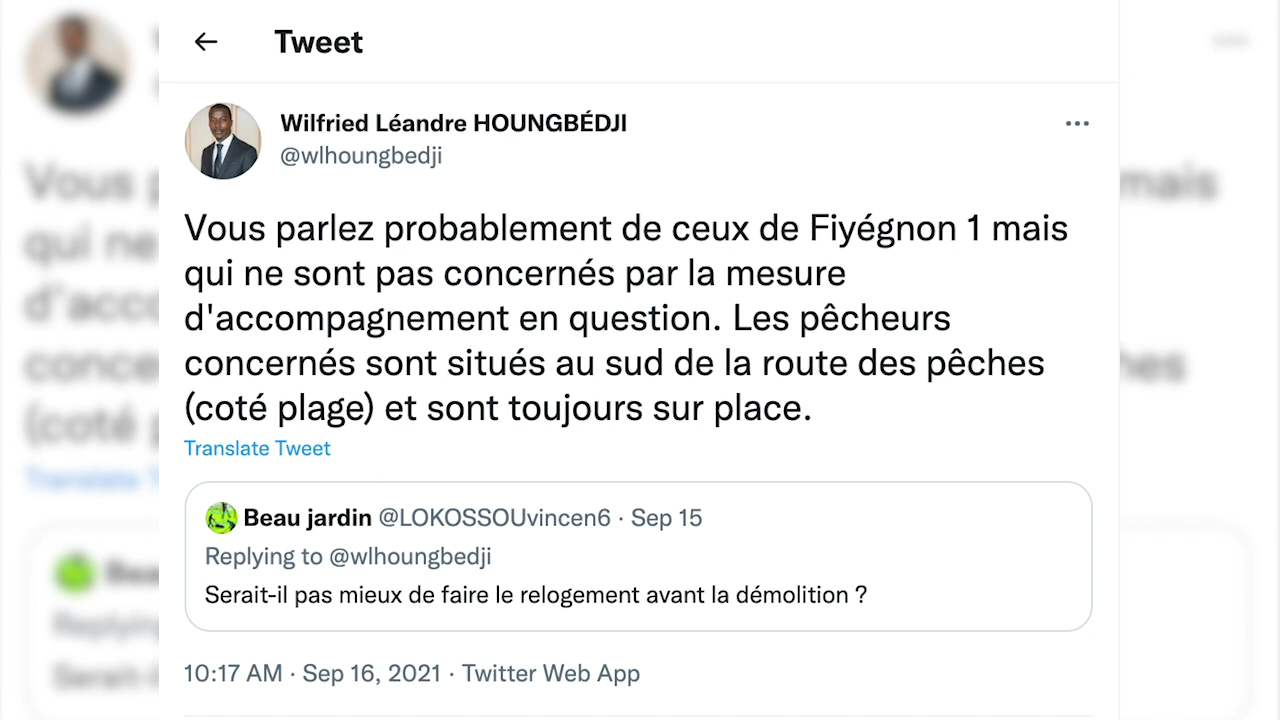 Tweet
Wilfried Léandre HOUNGBÉDJI
@wlhoungbedji
Vous parlez probablement de ceux de Fiyégnon 1 mais
qui ne sont pas concernés par la mesure
d'accompagnement en question. Les pêcheurs
concernés sont situés au sud de la route des pêches
(coté plage) et sont toujours sur place.
Translate Tweet
Beau jardin @LOKOSSOUvincen6 · Sep 15
Replying to @wlhoungbedji
Serait-il pas mieux de faire le relogement avant la démolition ?
10:17 AM · Sep 16, 2021 · Twitter Web App